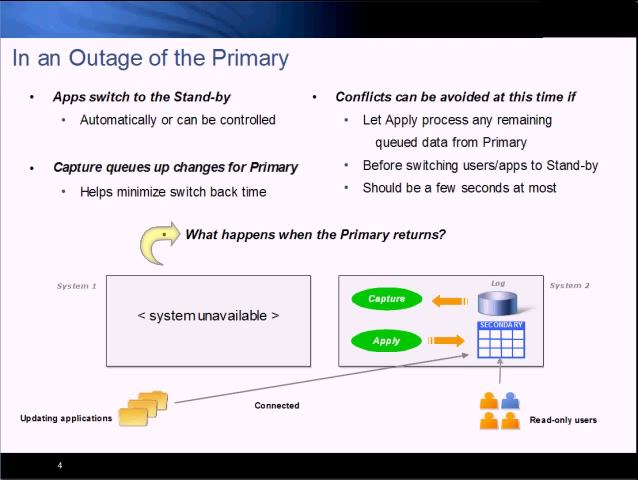 In an Outage of the Primary
• Apps switch to the Stand-by
• Automatically or can be controlled
• Capture queues up changes for Primary
• Helps minimize switch back time
• Conflicts can be avoided at this time if
• Let Apply process any remaining
queued data from Primary
• Before switching users/apps to Stand-by
• Should be a few seconds at most
• What happens when the Primary returns?
System 1
< system unavailable >
System 2
Log
Capture
SECONDARY
Apply
Connected
Updating applications
Read-only users
4